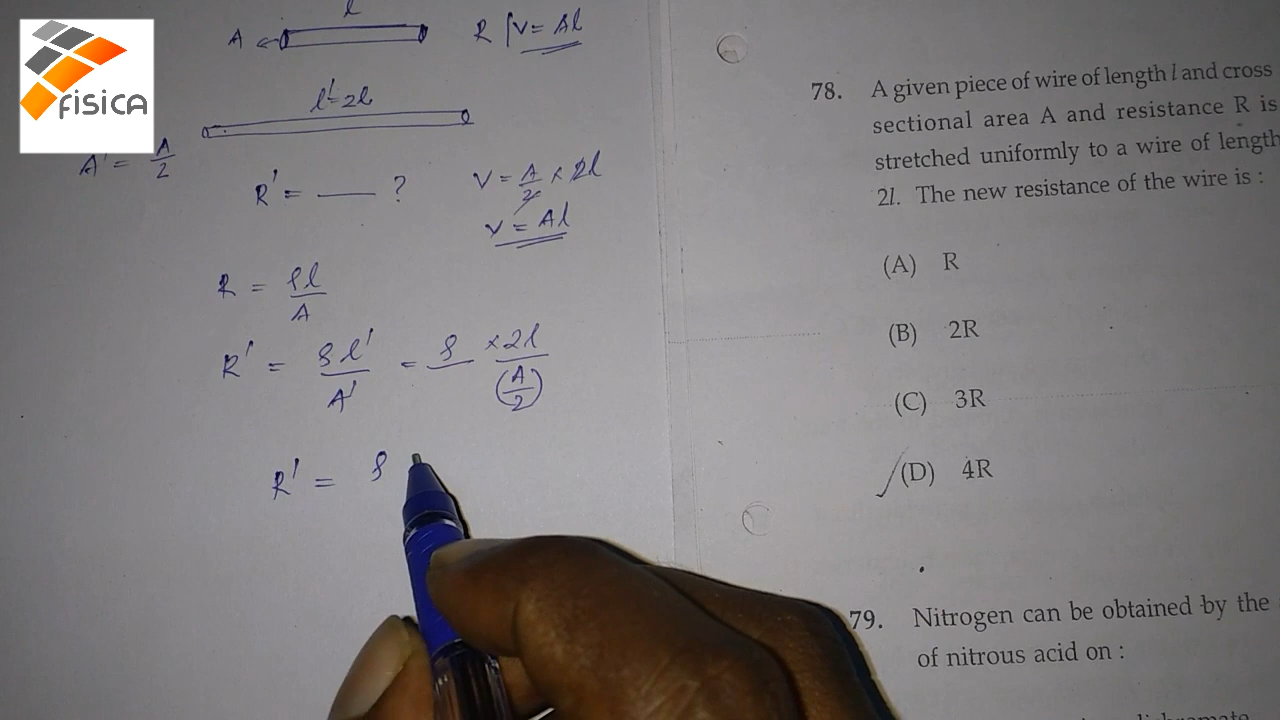 fisica
l
A
R | V = Al
l' = 2l
A' = A/2
R' = — ?
V = A/2 × 2l
V = Al
R = ρl/A
R' = ρl'/A' = ρ × 2l/(A/2)
R' = ρ
78. A given piece of wire of length l and cross
sectional area A and resistance R is
stretched uniformly to a wire of length
2l. The new resistance of the wire is :
(A) R
(B) 2R
(C) 3R
(D) 4R
79. Nitrogen can be obtained by the
of nitrous acid on :